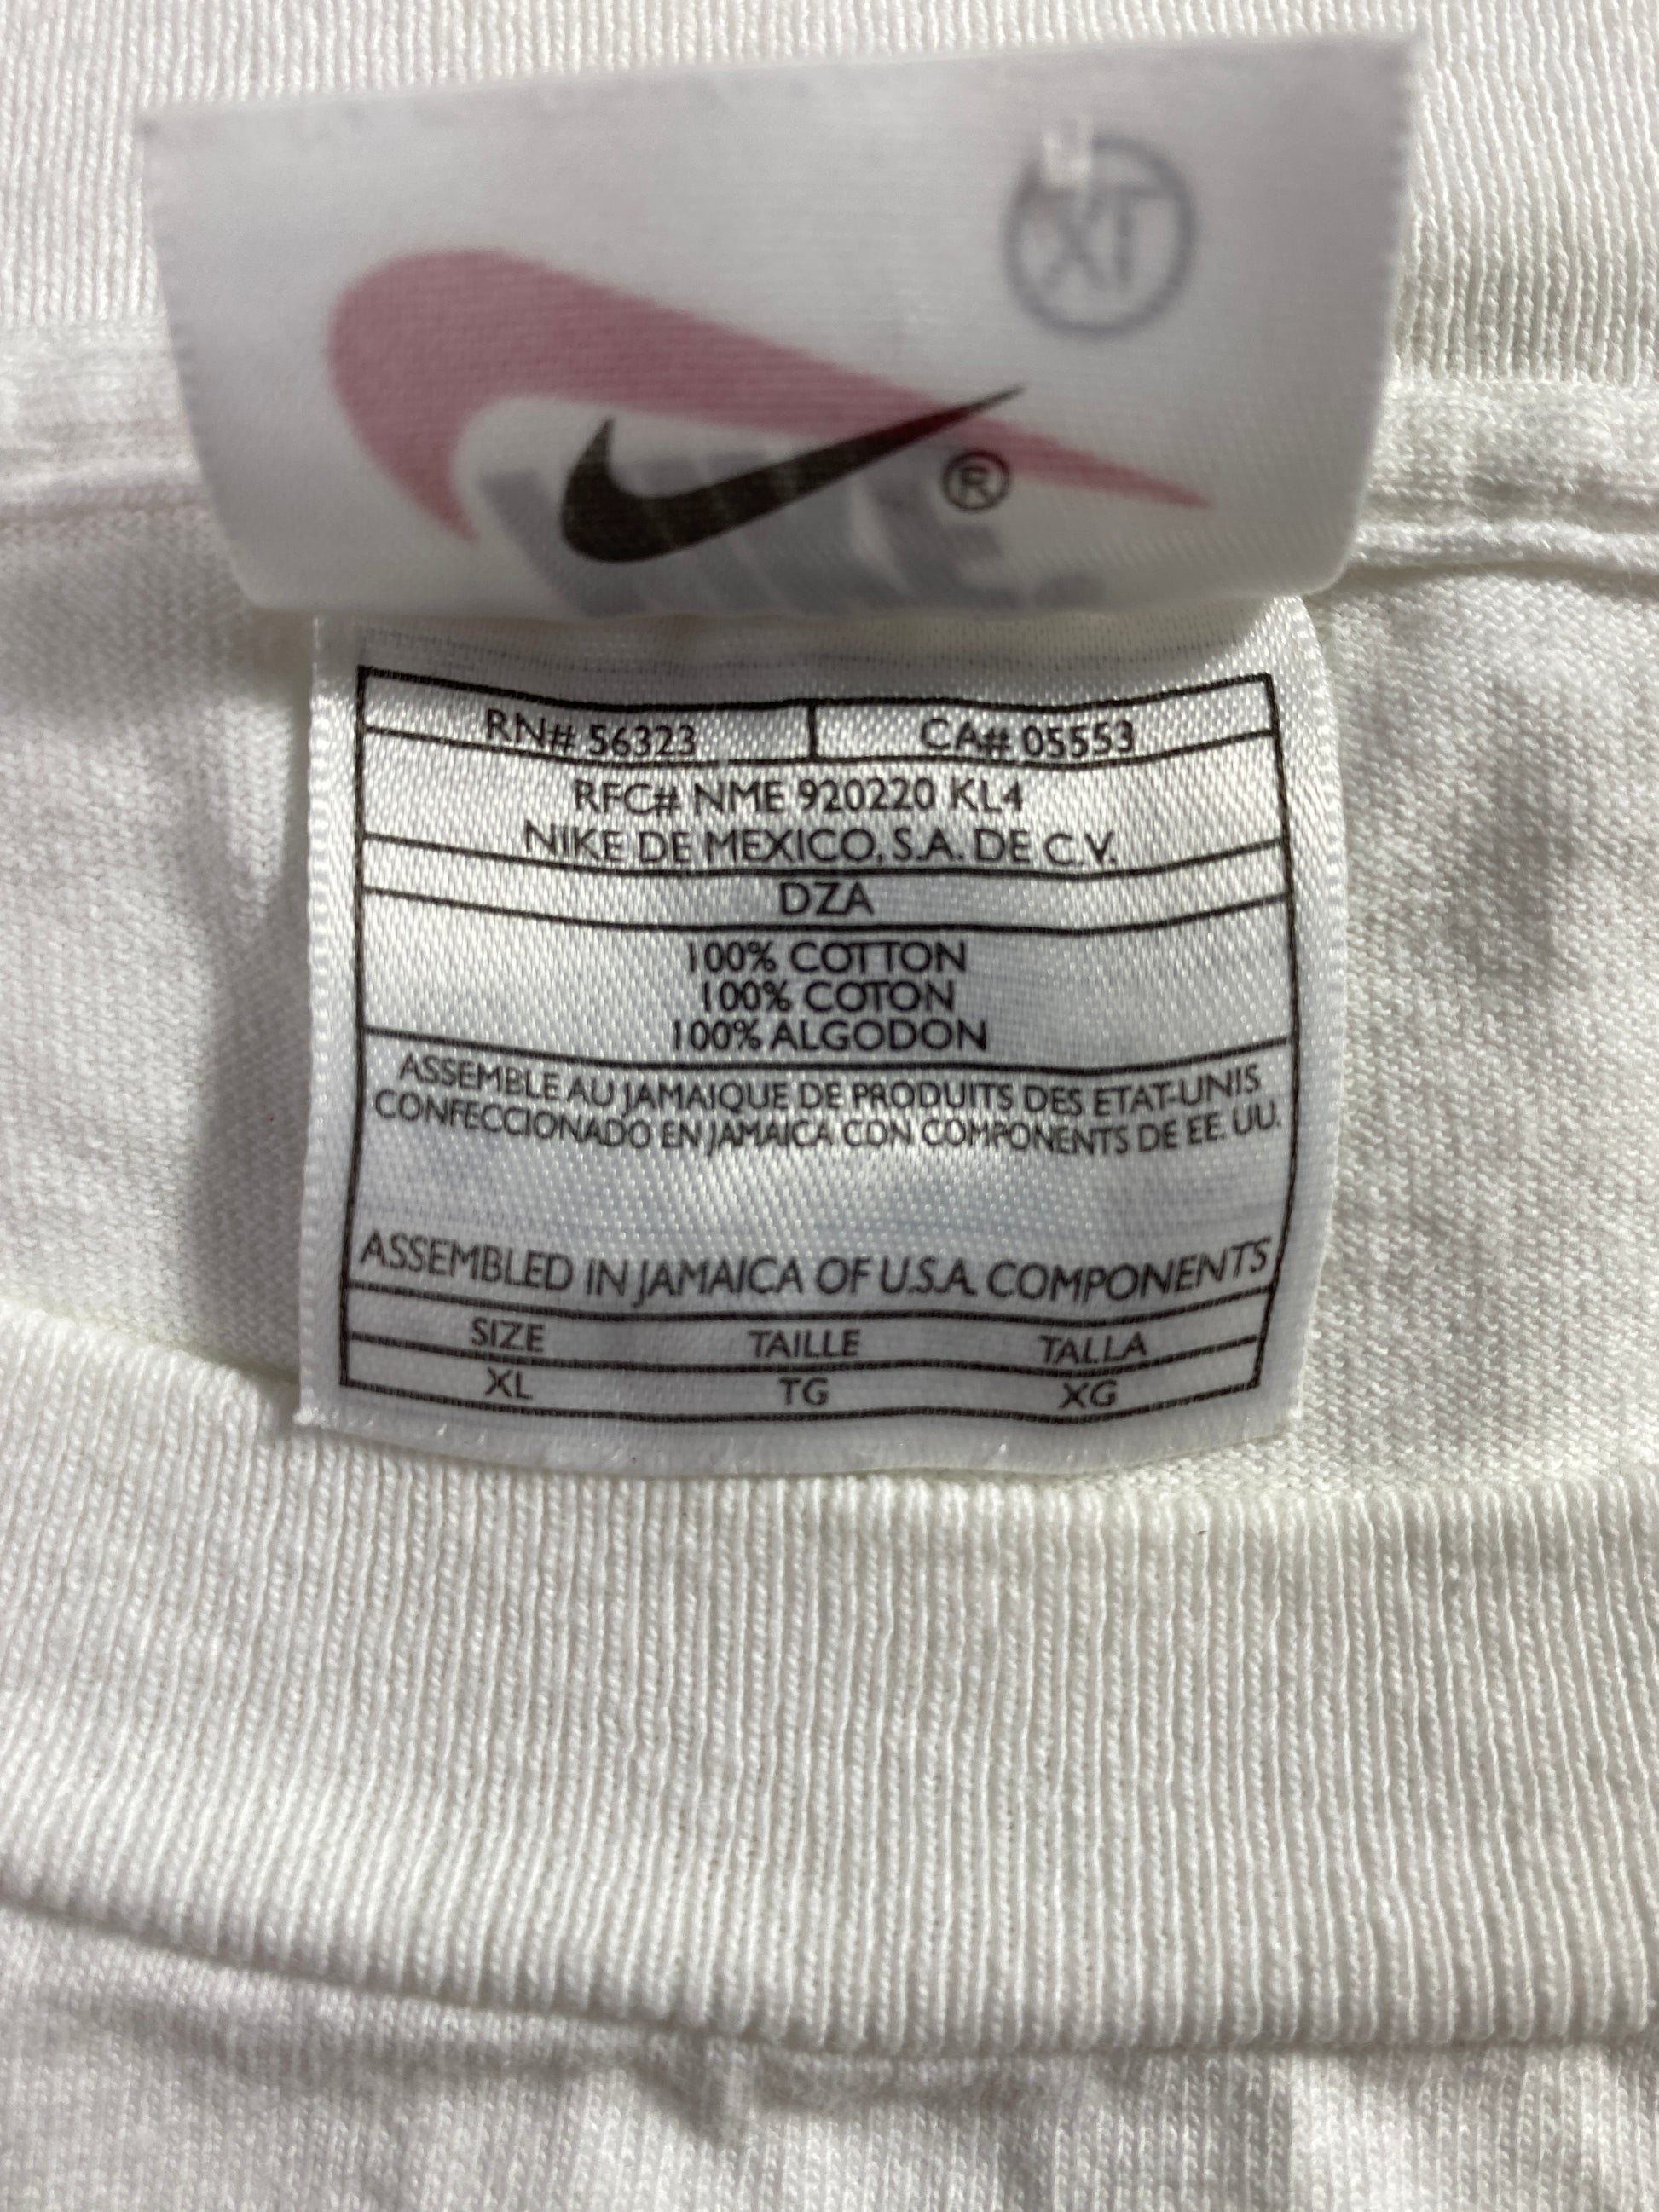 XL
®
RN# 56323 CA# 05553
RFC# NME 920220 KL4
NIKE DE MEXICO, S.A. DE C.V.
DZA
100% COTTON
100% COTON
100% ALGODON
ASSEMBLE AU JAMAIQUE DE PRODUITS DES ETAT-UNIS
CONFECCIONADO EN JAMAICA CON COMPONENTS DE EE. UU.
ASSEMBLED IN JAMAICA OF U.S.A. COMPONENTS
SIZE TAILLE TALLA
XL TG XG